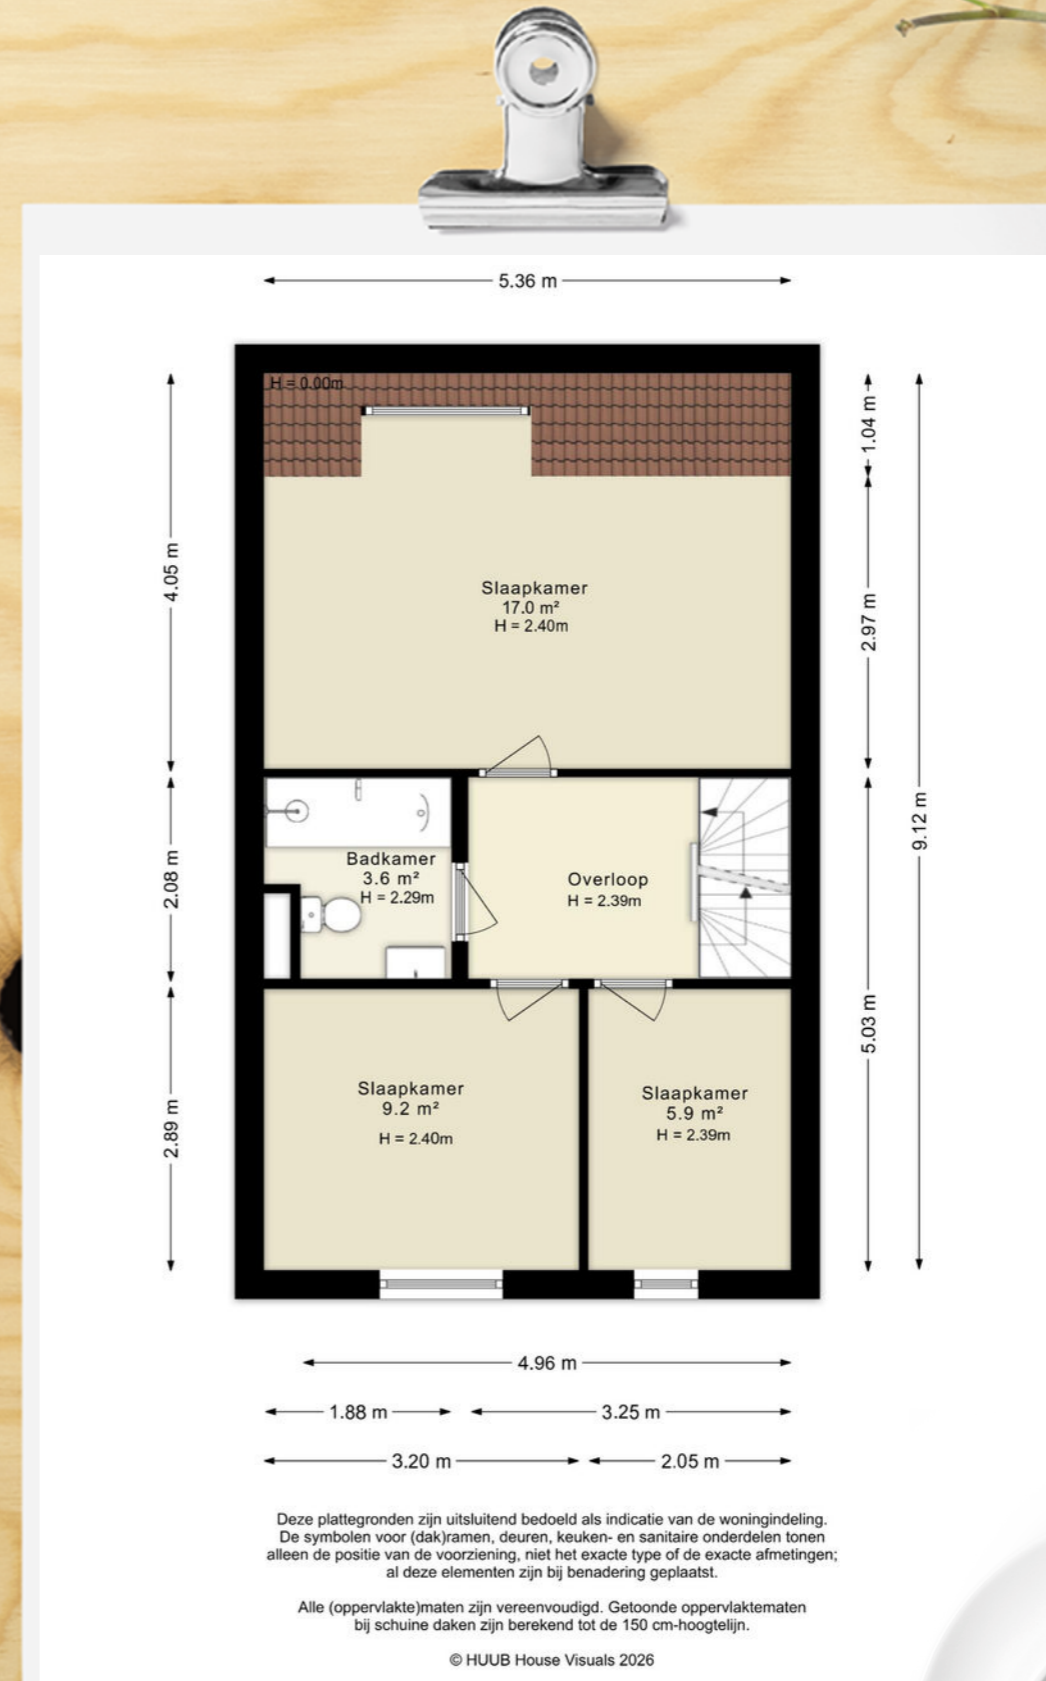 5.36 m
H = 0.00m
1.04 m
4.05 m
2.97 m
Slaapkamer
17.0 m²
H = 2.40m
9.12 m
2.08 m
Badkamer
3.6 m²
H = 2.29m
Overloop
H = 2.39m
5.03 m
2.89 m
Slaapkamer
9.2 m²
H = 2.40m
Slaapkamer
5.9 m²
H = 2.39m
4.96 m
1.88 m
3.25 m
3.20 m
2.05 m
Deze plattegronden zijn uitsluitend bedoeld als indicatie van de woningindeling.
De symbolen voor (dak)ramen, deuren, keuken- en sanitaire onderdelen tonen
alleen de positie van de voorziening, niet het exacte type of de exacte afmetingen;
al deze elementen zijn bij benadering geplaatst.
Alle (oppervlakte)maten zijn vereenvoudigd. Getoonde oppervlaktematen
bij schuine daken zijn berekend tot de 150 cm-hoogtelijn.
© HUUB House Visuals 2026